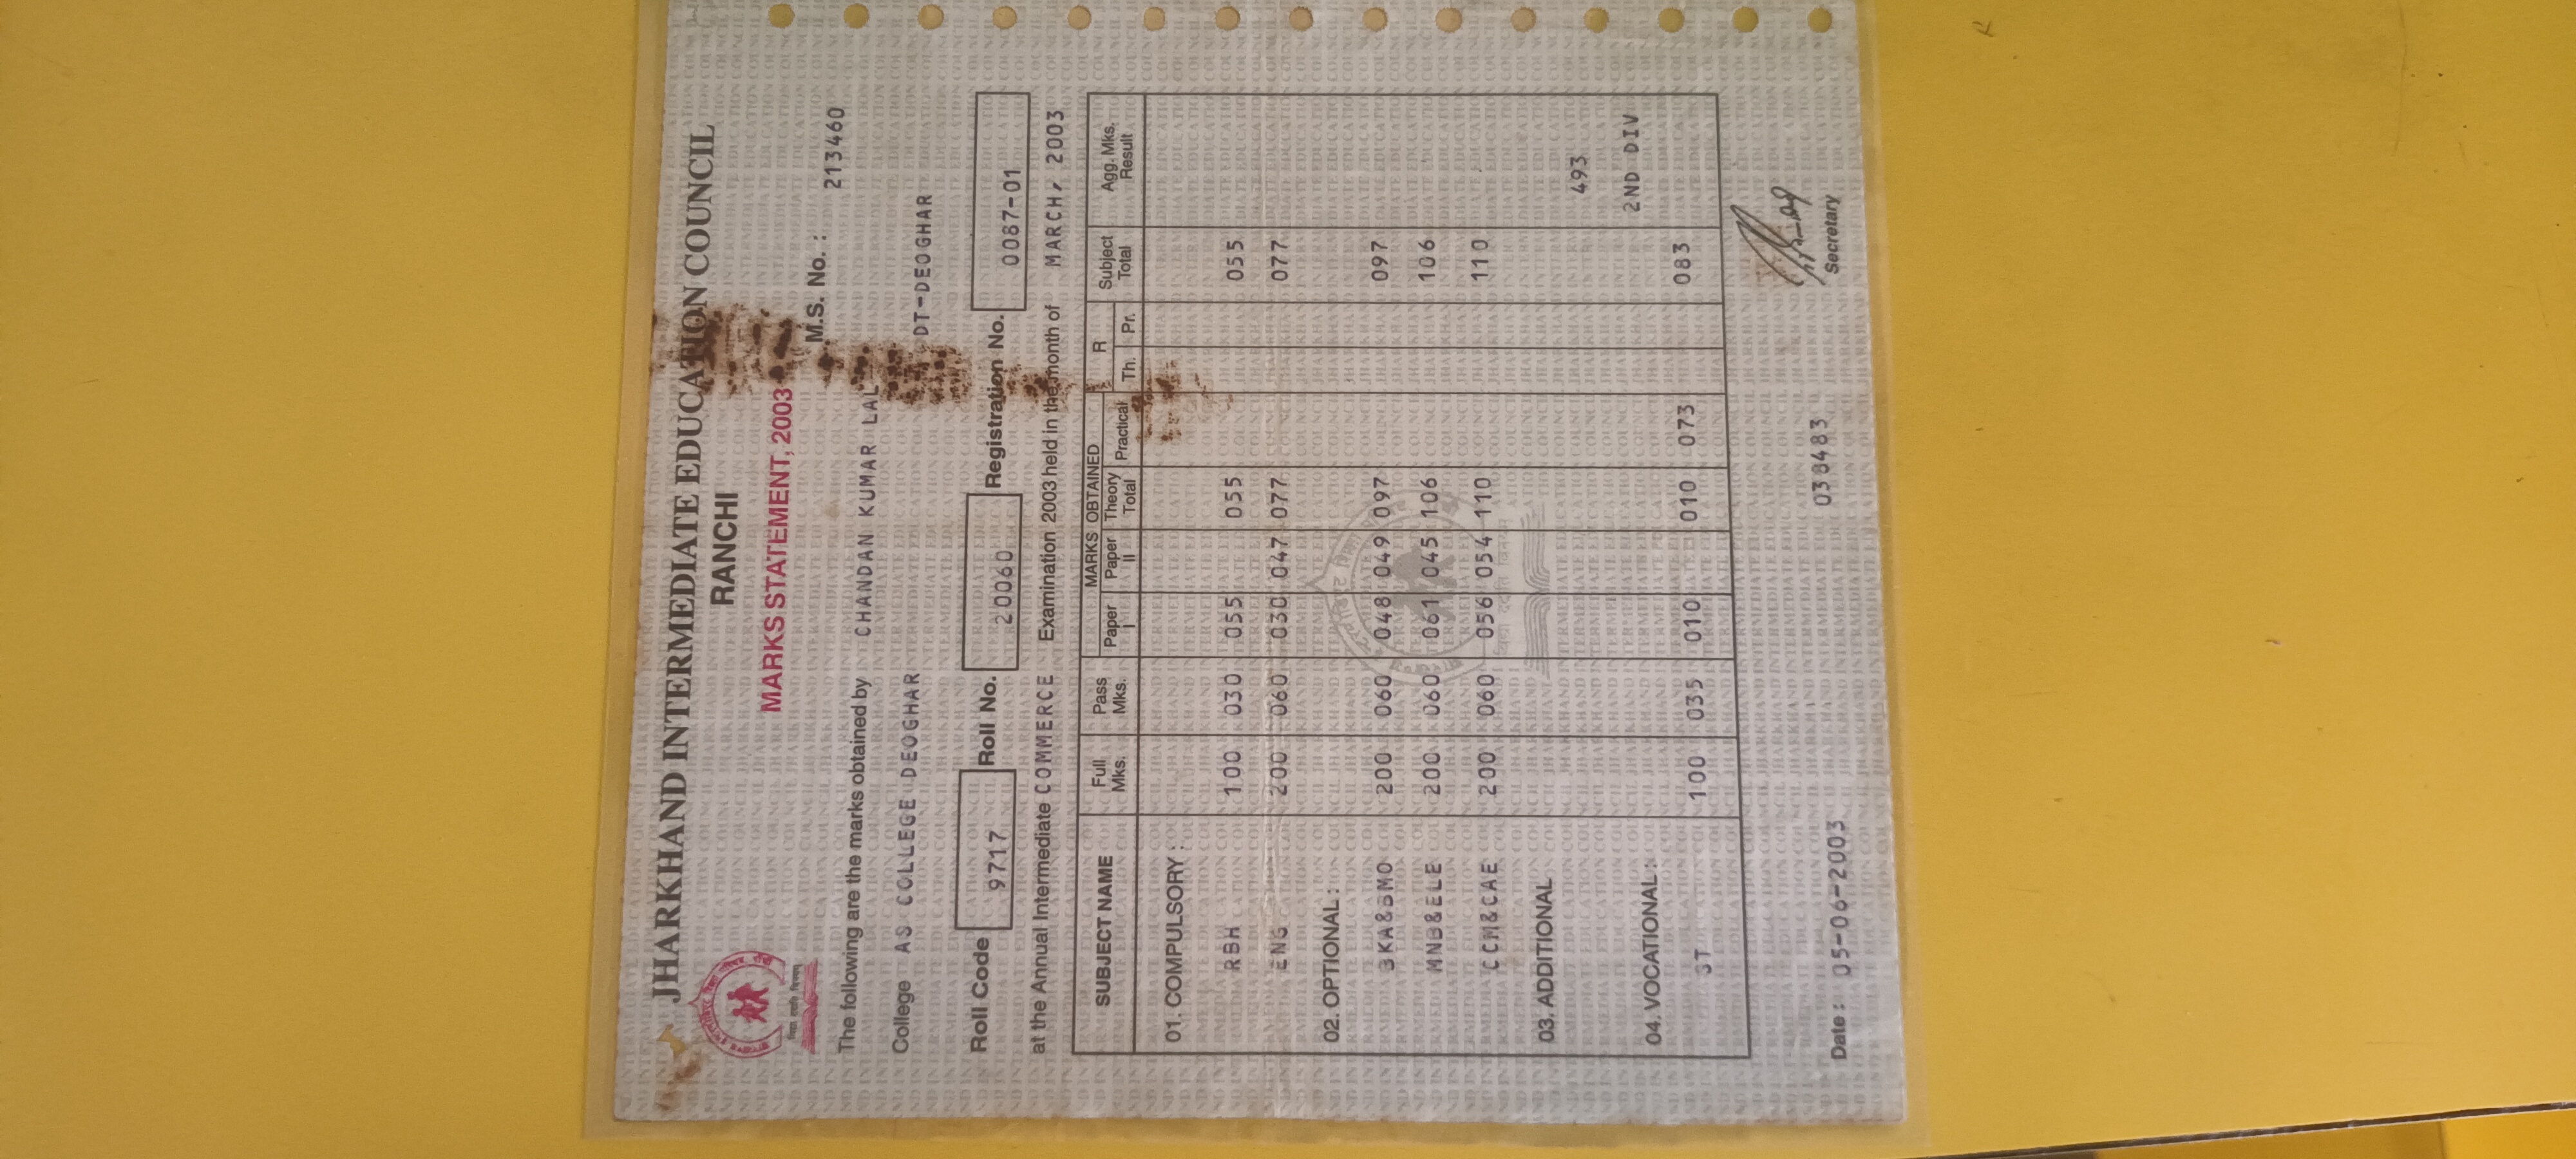 JHARKHAND INTERMEDIATE EDUCATION COUNCIL
RANCHI
MARKS STATEMENT, 2003
M.S. No. : 213460
The following are the marks obtained by CHANDAN KUMAR LAL
College AS COLLEGE DEOGHAR DT-DEOGHAR
Roll Code 9717 Roll No. 20060 Registration No. 0087-01
at the Annual Intermediate COMMERCE Examination 2003 held in the month of MARCH, 2003
SUBJECT NAME Full Mks. Pass Mks. MARKS OBTAINED Paper I Paper II Theory Total Practical R Th. Pr. Subject Total Agg. Mks. Result
01. COMPULSORY :
RBH 100 030 055 055 055
ENG 200 060 030 047 077 077
02. OPTIONAL :
BKA&BMO 200 060 048 049 097 097
MNB&ELE 200 060 061 045 106 106
CCM&CAE 200 060 056 054 110 110
03. ADDITIONAL
493
04. VOCATIONAL : 2ND DIV
ST 100 035 010 010 073 083
Date : 05-06-2003 038483 Secretary